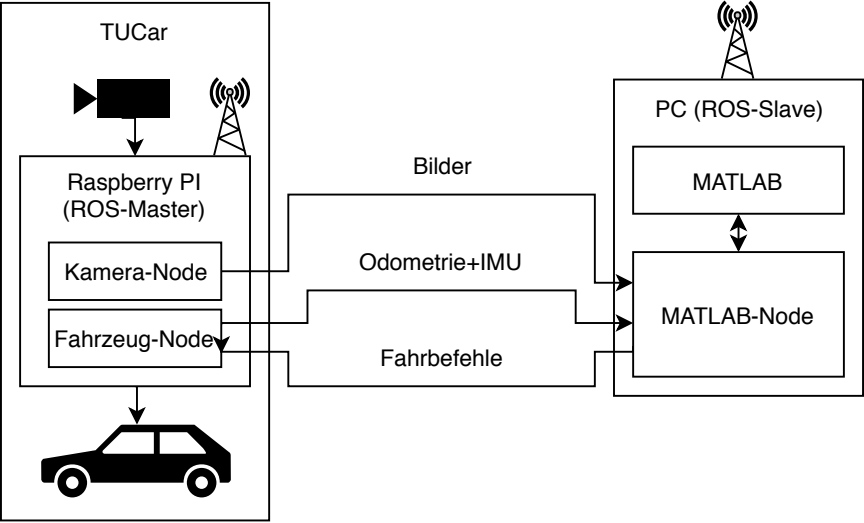 TUCar
Raspberry PI
(ROS-Master)
Kamera-Node
Fahrzeug-Node
Bilder
Odometrie+IMU
Fahrbefehle
PC (ROS-Slave)
MATLAB
MATLAB-Node